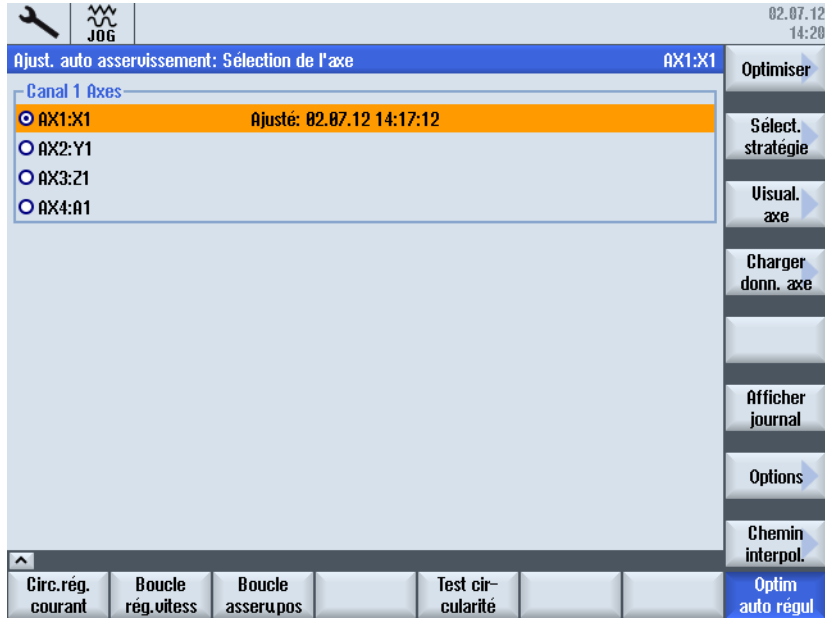 JOG
02.07.12
14:20
Ajust. auto asservissement: Sélection de l'axe AX1:X1
Canal 1 Axes
AX1:X1 Ajusté: 02.07.12 14:17:12
AX2:Y1
AX3:Z1
AX4:A1
Optimiser
Sélect.
stratégie
Visual.
axe
Charger
donn. axe
Afficher
journal
Options
Chemin
interpol.
Circ.rég.
courant
Boucle
rég.vitess
Boucle
asserv.pos
Test cir-
cularité
Optim
auto régul